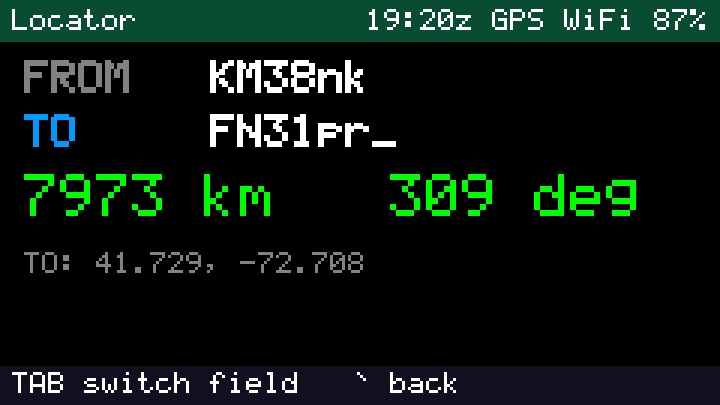 Locator 19:20z GPS WiFi 87%
FROM KM38nk
TO FN31pr_
7973 km 309 deg
TO: 41.729, -72.708
TAB switch field ` back